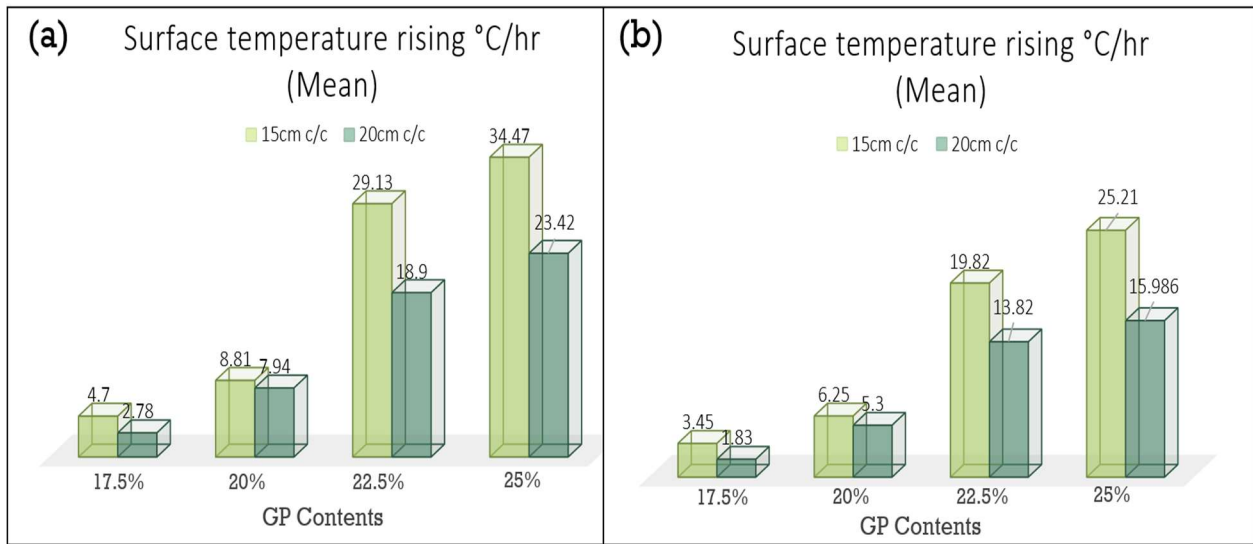 (a)
Surface temperature rising °C/hr
(Mean)
15cm c/c 20cm c/c
34.47
29.13
23.42
18.9
8.81
7.94
4.7
2.78
17.5% 20% 22.5% 25%
GP Contents
(b)
Surface temperature rising °C/hr
(Mean)
15cm c/c 20cm c/c
25.21
19.82
15.986
13.82
6.25
5.3
3.45
1.83
17.5% 20% 22.5% 25%
GP Contents